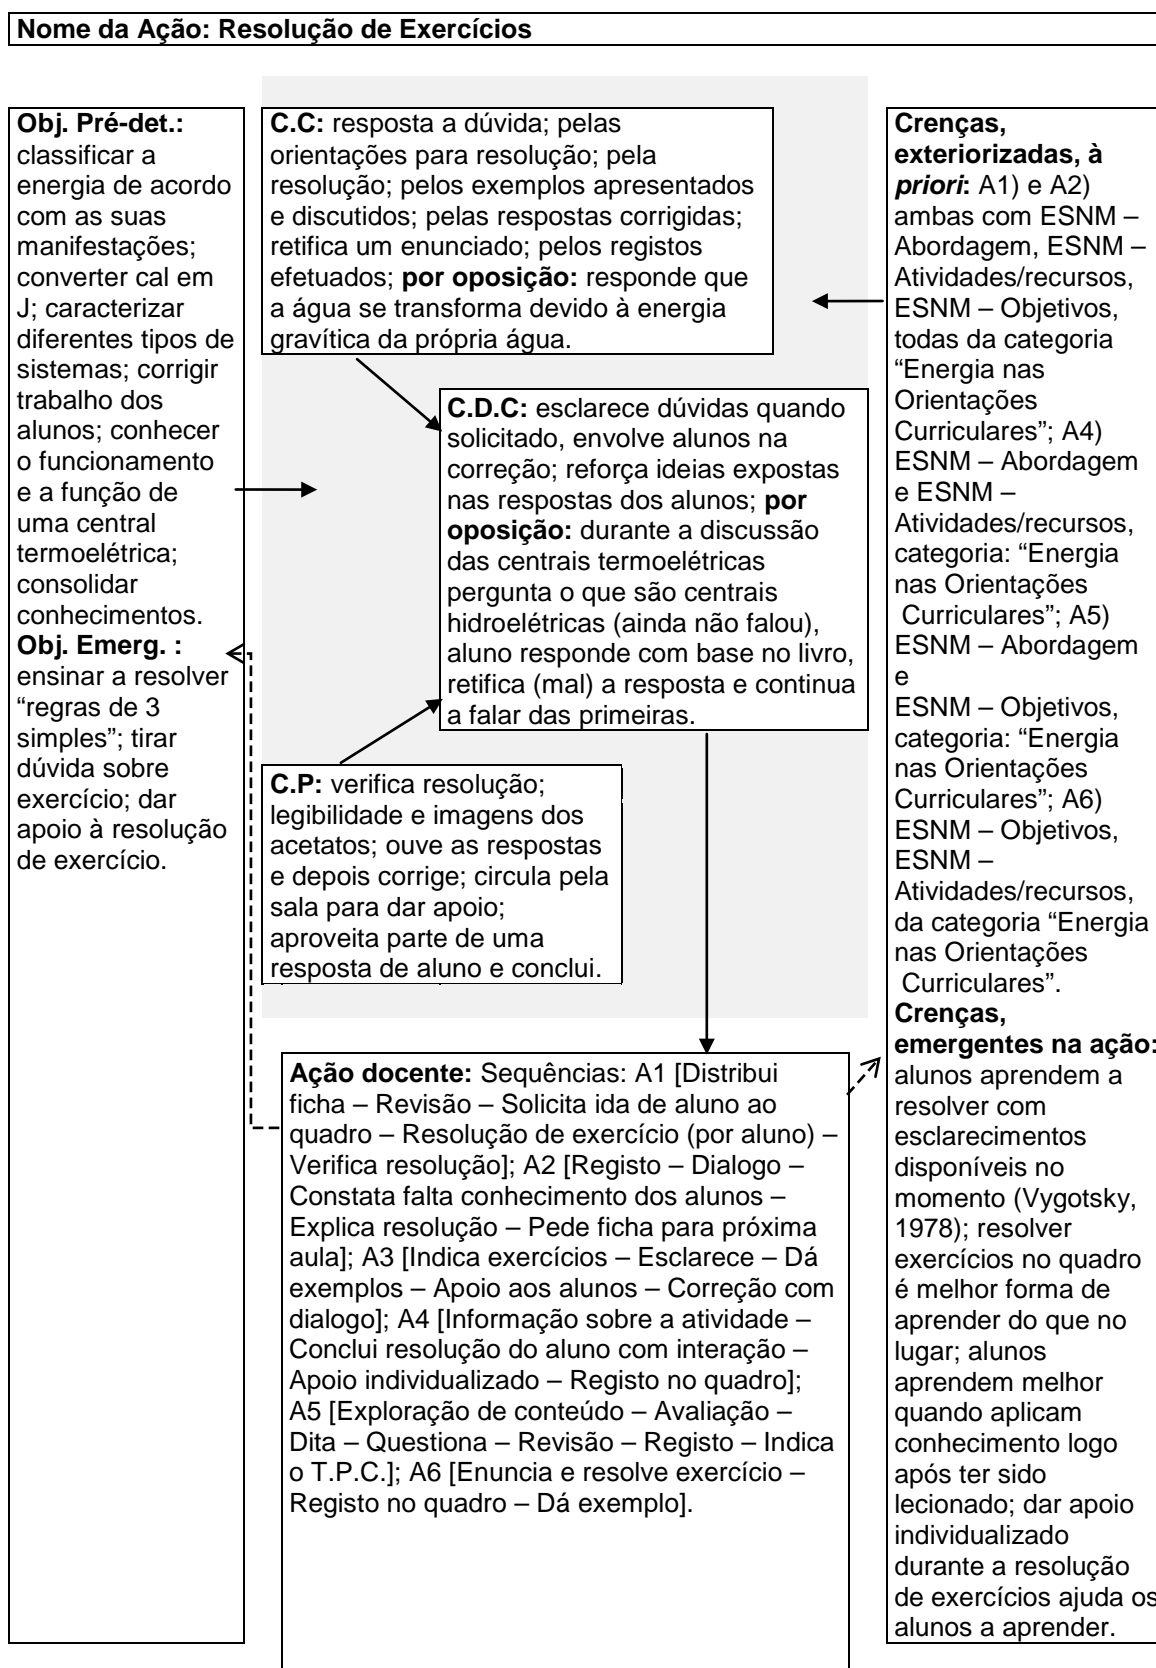 Nome da Ação: Resolução de Exercícios
Obj. Pré-det.:
classificar a
energia de acordo
com as suas
manifestações;
converter cal em
J; caracterizar
diferentes tipos de
sistemas; corrigir
trabalho dos
alunos; conhecer
o funcionamento
e a função de
uma central
termoelétrica;
consolidar
conhecimentos.
Obj. Emerg. :
ensinar a resolver
“regras de 3
simples”; tirar
dúvida sobre
exercício; dar
apoio à resolução
de exercício.
C.C: resposta a dúvida; pelas
orientações para resolução; pela
resolução; pelos exemplos apresentados
e discutidos; pelas respostas corrigidas;
retifica um enunciado; pelos registos
efetuados; por oposição: responde que
a água se transforma devido à energia
gravítica da própria água.
C.D.C: esclarece dúvidas quando
solicitado, envolve alunos na
correção; reforça ideias expostas
nas respostas dos alunos; por
oposição: durante a discussão
das centrais termoelétricas
pergunta o que são centrais
hidroelétricas (ainda não falou),
aluno responde com base no livro,
retifica (mal) a resposta e continua
a falar das primeiras.
C.P: verifica resolução;
legibilidade e imagens dos
acetatos; ouve as respostas
e depois corrige; circula pela
sala para dar apoio;
aproveita parte de uma
resposta de aluno e conclui.
Ação docente: Sequências: A1 [Distribui
ficha – Revisão – Solicita ida de aluno ao
quadro – Resolução de exercício (por aluno) –
Verifica resolução]; A2 [Registo – Dialogo –
Constata falta conhecimento dos alunos –
Explica resolução – Pede ficha para próxima
aula]; A3 [Indica exercícios – Esclarece – Dá
exemplos – Apoio aos alunos – Correção com
dialogo]; A4 [Informação sobre a atividade –
Conclui resolução do aluno com interação –
Apoio individualizado – Registo no quadro];
A5 [Exploração de conteúdo – Avaliação –
Dita – Questiona – Revisão – Registo – Indica
o T.P.C.]; A6 [Enuncia e resolve exercício –
Registo no quadro – Dá exemplo].
Crenças,
exteriorizadas, à
priori: A1) e A2)
ambas com ESNM –
Abordagem, ESNM –
Atividades/recursos,
ESNM – Objetivos,
todas da categoria
“Energia nas
Orientações
Curriculares”; A4)
ESNM – Abordagem
e ESNM –
Atividades/recursos,
categoria: “Energia
nas Orientações
Curriculares”; A5)
ESNM – Abordagem
e
ESNM – Objetivos,
categoria: “Energia
nas Orientações
Curriculares”; A6)
ESNM – Objetivos,
ESNM –
Atividades/recursos,
da categoria “Energia
nas Orientações
Curriculares”.
Crenças,
emergentes na ação:
alunos aprendem a
resolver com
esclarecimentos
disponíveis no
momento (Vygotsky,
1978); resolver
exercícios no quadro
é melhor forma de
aprender do que no
lugar; alunos
aprendem melhor
quando aplicam
conhecimento logo
após ter sido
lecionado; dar apoio
individualizado
durante a resolução
de exercícios ajuda os
alunos a aprender.